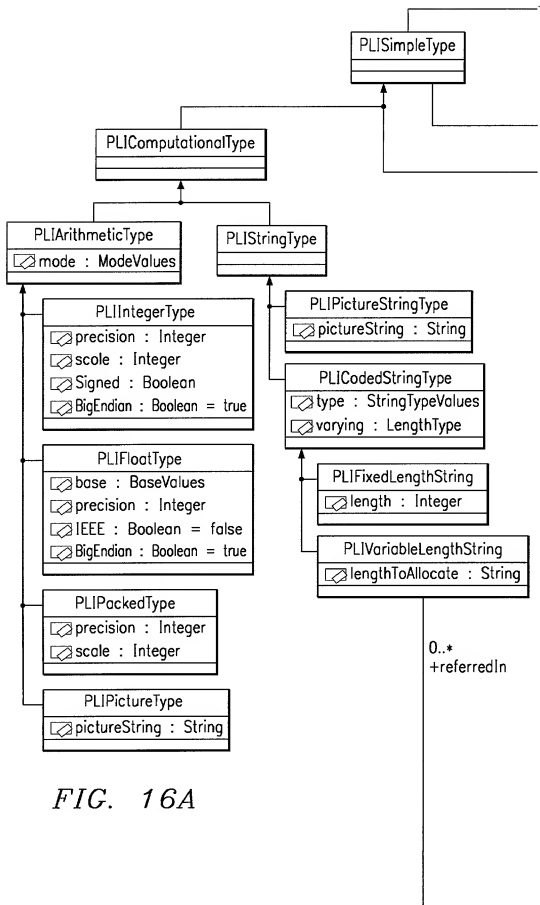 PLISimpleType
PLIComputationalType
PLIArithmeticType
mode : ModeValues
PLIStringType
PLIIntegerType
precision : Integer
scole : Integer
Signed : Boolean
BigEndian : Boolean = true
PLIFloatType
base : BaseValues
precision : Integer
IEEE : Boolean = false
BigEndian : Boolean = true
PLIPackedType
precision : Integer
scale : Integer
PLIPictureType
pictureString : String
PLIPictureStringType
pictureString : String
PLICodedStringType
type : StringTypeValues
varying : LengthType
PLIFixedLengthString
length : Integer
PLIVariableLengthString
lengthToAllocate : String
0..*
+referredIn
FIG. 16A